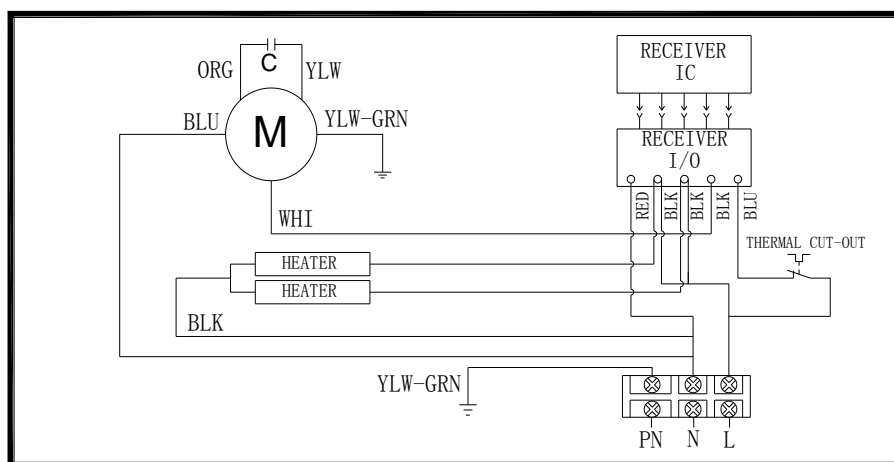 RECEIVER
IC
C
ORG
YLW
BLU
M
YLW-GRN
RECEIVER
I/O
RED
BLK
BLK
BLK
BLU
WHI
THERMAL CUT-OUT
HEATER
HEATER
BLK
YLW-GRN
PN N L